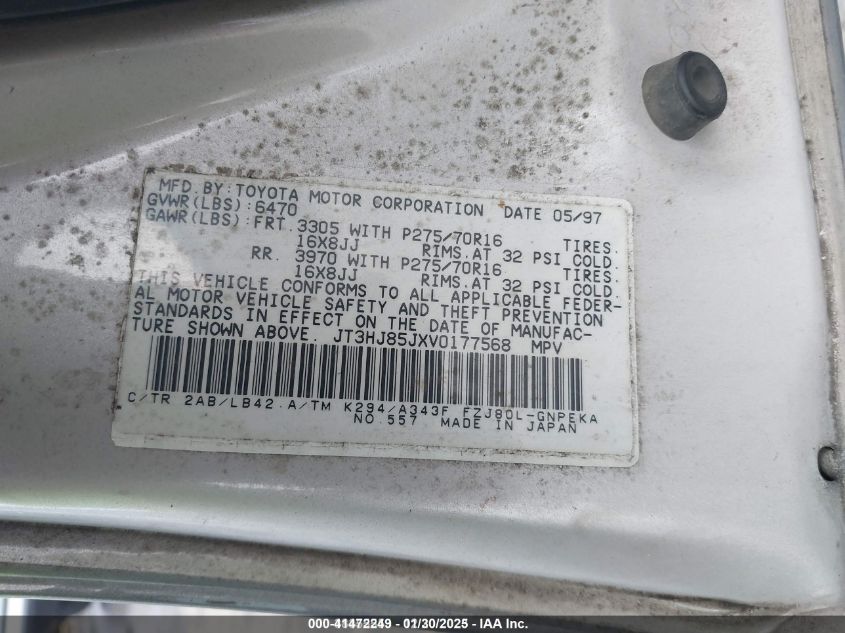 MFD.BY:TOYOTA MOTOR CORPORATION DATE 05/97
GVWR(LBS):6470
GAWR(LBS):FRT. 3305 WITH P275/70R16 TIRES.
16X8JJ RIMS.AT 32 PSI COLD.
RR. 3970 WITH P275/70R16 TIRES.
16X8JJ RIMS.AT 32 PSI COLD.
THIS VEHICLE CONFORMS TO ALL APPLICABLE FEDER-
AL MOTOR VEHICLE SAFETY AND THEFT PREVENTION
STANDARDS IN EFFECT ON THE DATE OF MANUFAC-
TURE SHOWN ABOVE. JT3HJ85JXV0177568 MPV
C/TR 2AB/LB42.A/TM K294/A343F FZJ80L-GNPEKA
NO.557 MADE IN JAPAN
000-41472249 - 01/30/2025 - IAA, Inc.